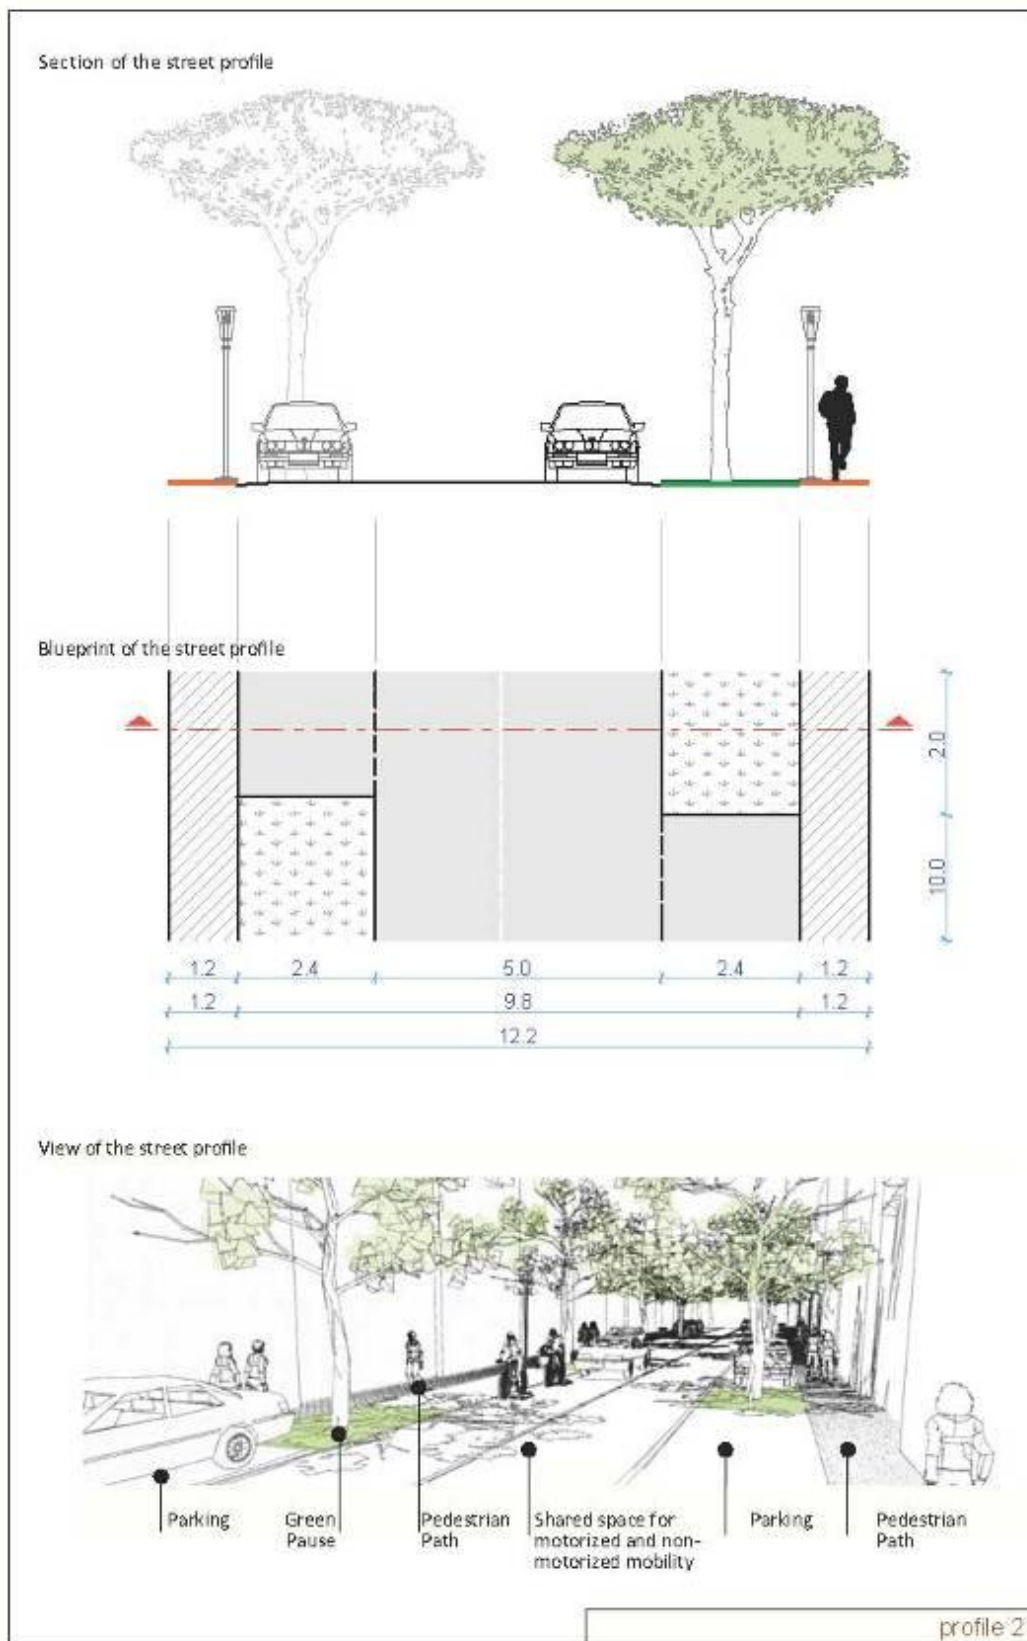 Section of the street profile
Blueprint of the street profile
2.0
10.0
1.2 2.4 5.0 2.4 1.2
1.2 9.8 1.2
12.2
View of the street profile
Parking
Green
Pause
Pedestrian
Path
Shared space for
motorized and non-
motorized mobility
Parking
Pedestrian
Path
profile 2